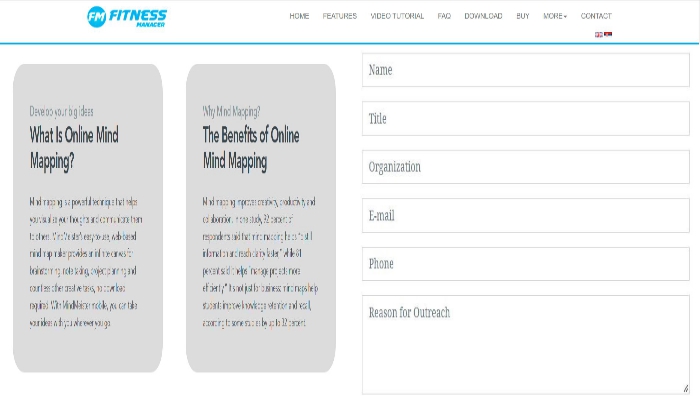 FM FITNESS
MANAGER
HOME FEATURES VIDEO TUTORIAL FAQ DOWNLOAD BUY MORE CONTACT
Develop your big ideas
What Is Online Mind
Mapping?
Mind mapping is a powerful technique that helps
you visualize your thoughts and communicate them
to others. MindMeister's easy-to-use, web-based
mind map maker provides an infinite canvas for
brainstorming, note taking, project planning and
countless other creative tasks, no download
required. With MindMeister mobile, you can take
your ideas with you wherever you go.
Why Mind Mapping?
The Benefits of Online
Mind Mapping
Mind mapping improves creativity, productivity and
collaboration. In one study, 92 percent of
respondents said that mind mapping helps "to still
information and reach clarity faster," while 81
percent said it helps "manage projects more
efficiently." It's not just for business: mind maps help
students improve knowledge retention and recall,
according to some studies by up to 32 percent.
Name
Title
Organization
E-mail
Phone
Reason for Outreach